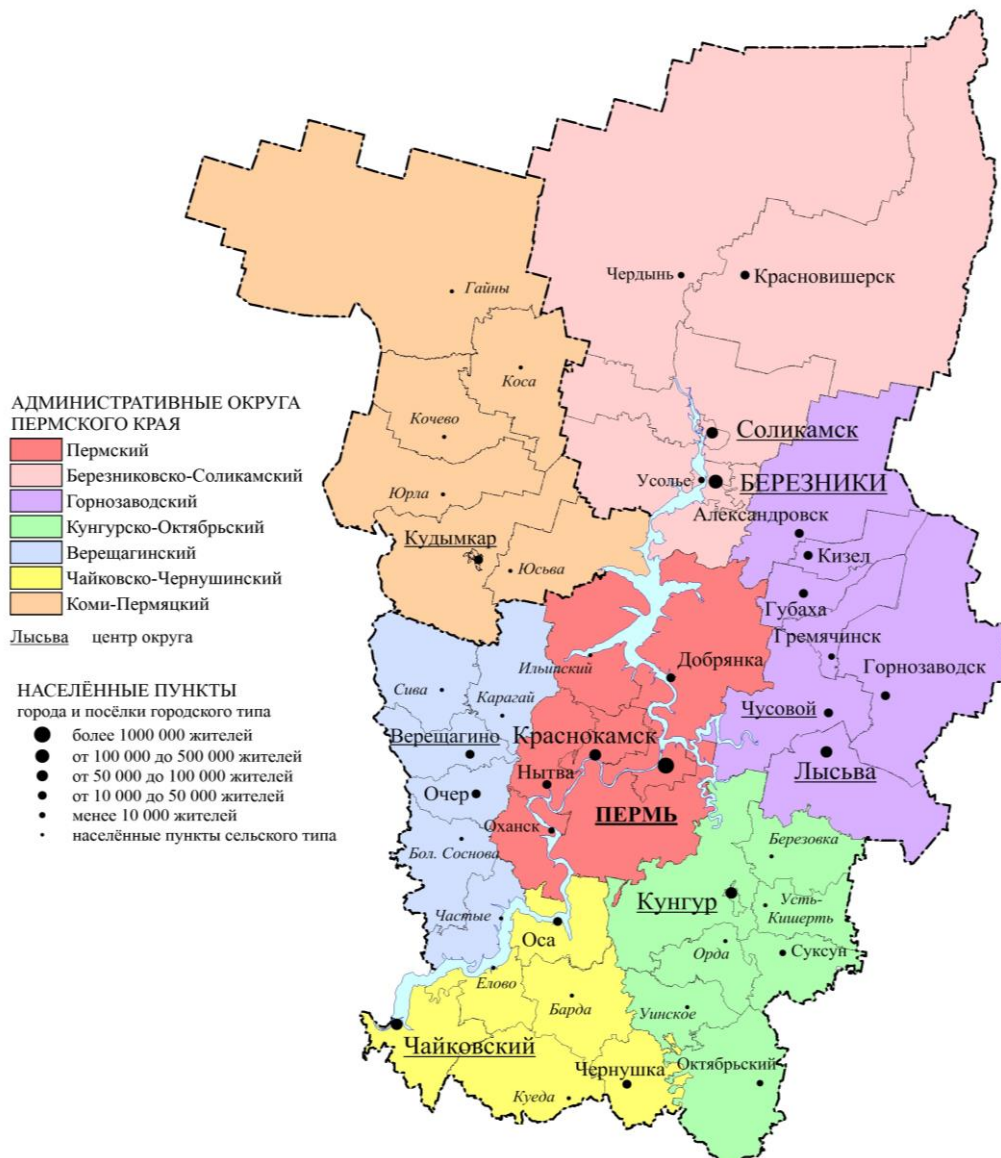 Чердынь
Красновишерск
Гайны
Коса
АДМИНИСТРАТИВНЫЕ ОКРУГА
ПЕРМСКОГО КРАЯ
Пермский
Березниковско-Соликамский
Горнозаводский
Кунгурско-Октябрьский
Верещагинский
Чайковско-Чернушинский
Коми-Пермяцкий
Лысьва центр округа
НАСЕЛЁННЫЕ ПУНКТЫ
города и посёлки городского типа
более 1000 000 жителей
от 100 000 до 500 000 жителей
от 50 000 до 100 000 жителей
от 10 000 до 50 000 жителей
менее 10 000 жителей
населённые пункты сельского типа
Кочево
Соликамск
Юрла
Усолье
БЕРЕЗНИКИ
Александровск
Кудымкар
Кизел
Юсьва
Губаха
Гремячинск
Ильинский
Добрянка
Горнозаводск
Сива
Карагай
Чусовой
Верещагино
Краснокамск
Лысьва
Нытва
Очер
ПЕРМЬ
Оханск
Бол. Соснова
Березовка
Кунгур
Усть-
Кишерть
Частые
Оса
Орда
Суксун
Елово
Барда
Уинское
Чайковский
Чернушка
Октябрьский
Куеда